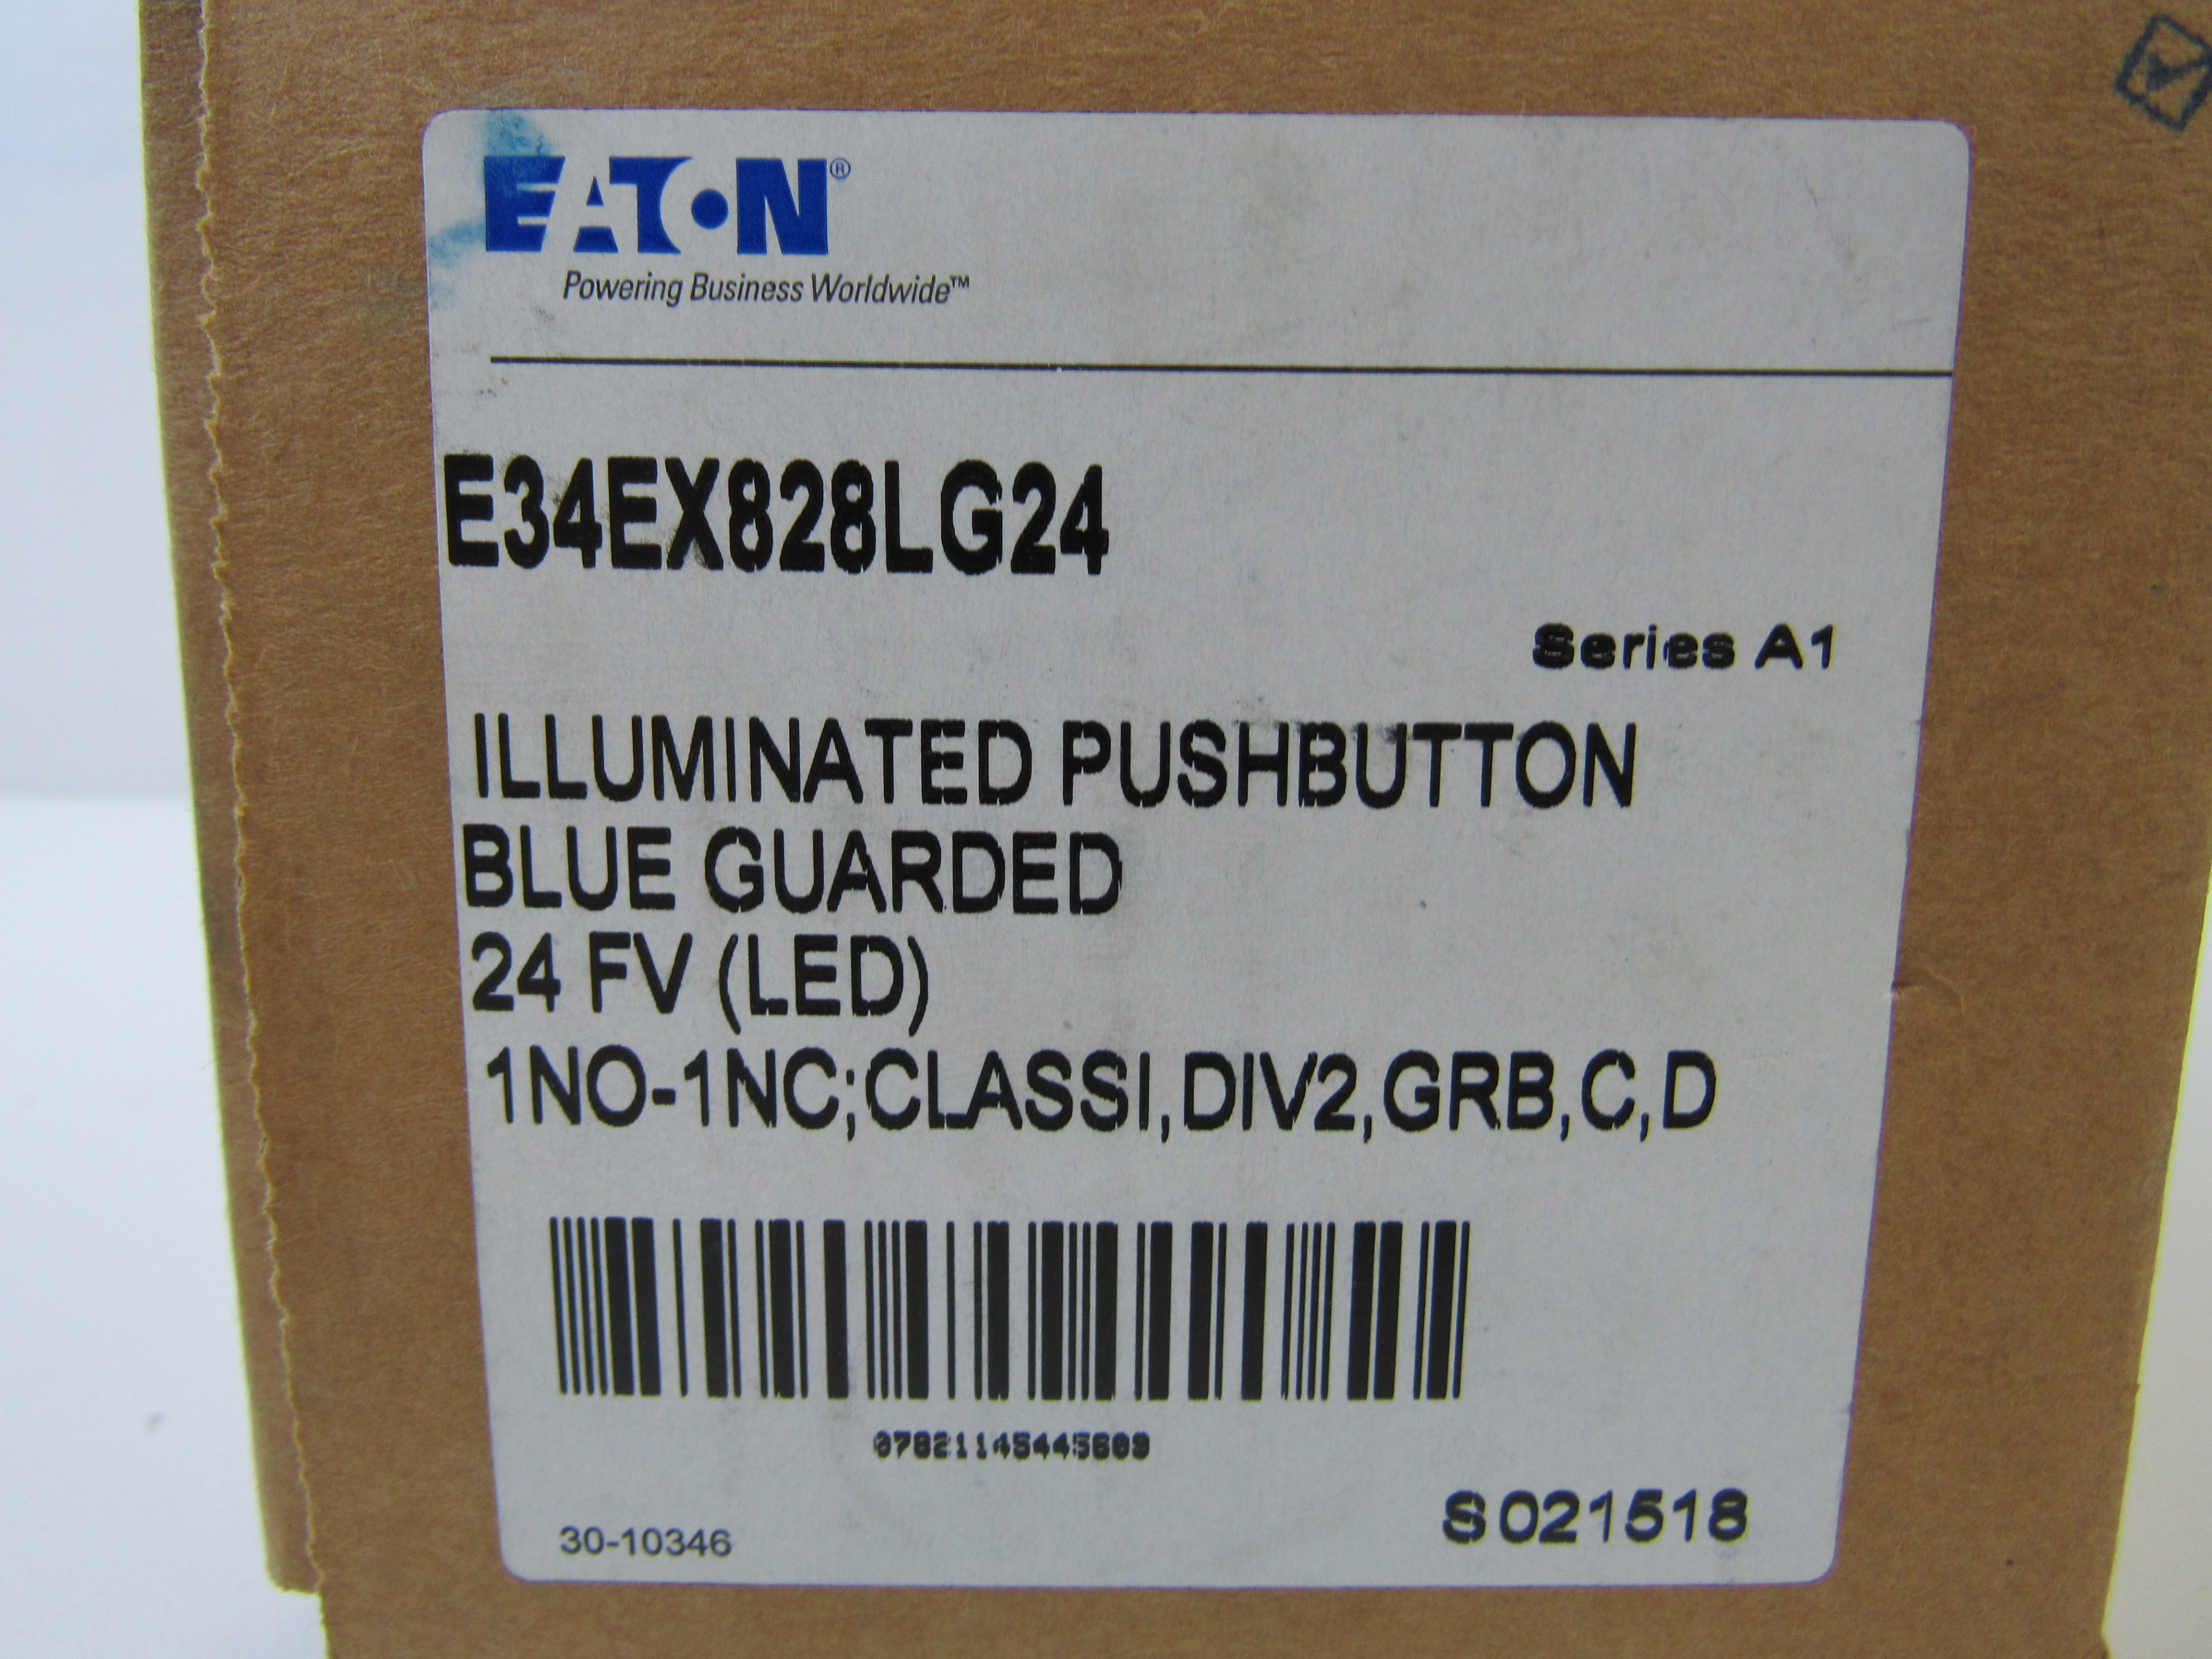 EATON®
Powering Business Worldwide™
E34EX828LG24
Series A1
ILLUMINATED PUSHBUTTON
BLUE GUARDED
24 FV (LED)
1NO-1NC;CLASSI,DIV2,GRB,C,D
07821145445609
30-10346
S021518